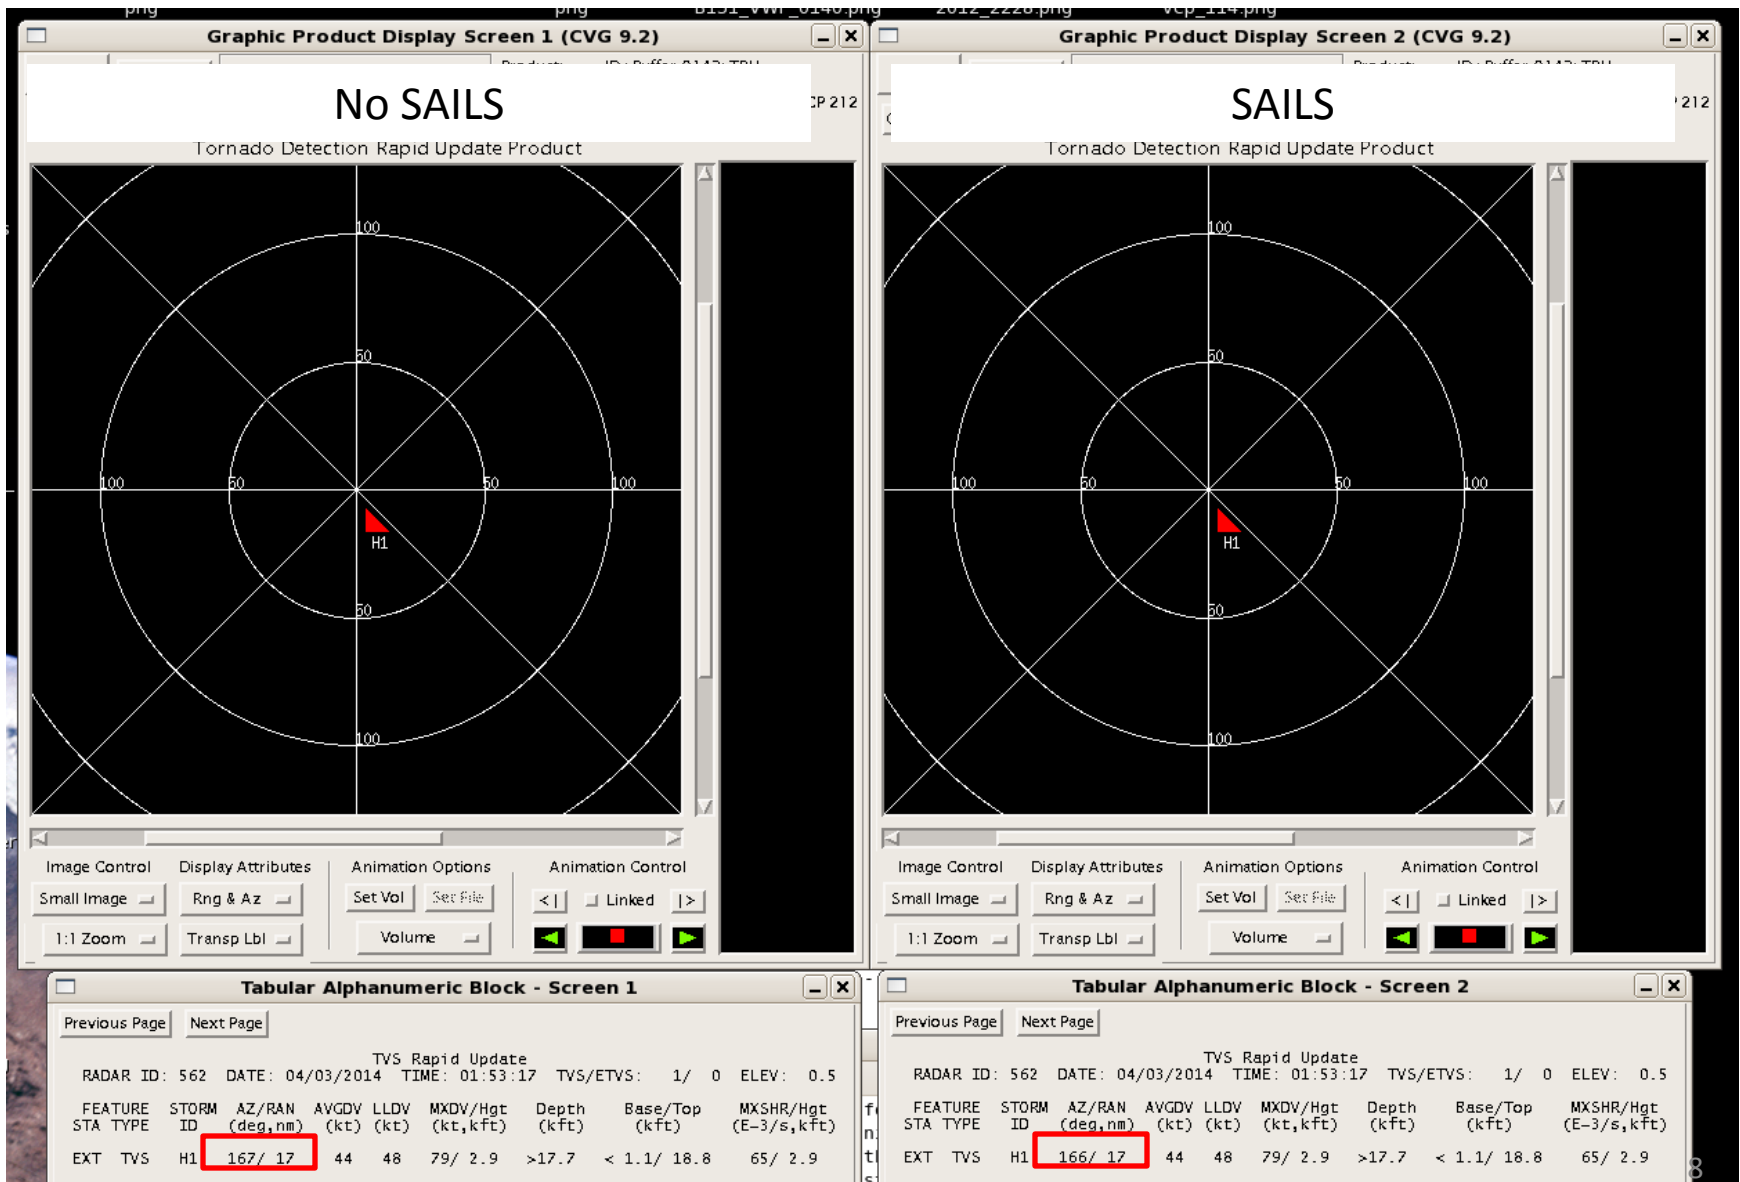 png png B151_VWP_0140.png 2012_2228.png vcp_114.png
Graphic Product Display Screen 1 (CVG 9.2)
No SAILS
CP 212
Tornado Detection Rapid Update Product
100
50
100 50 50 100
H1
50
100
Image Control Display Attributes Animation Options Animation Control
Small Image Rng & Az Set Vol Set File <| Linked |>
1:1 Zoom Transp Lbl Volume
Graphic Product Display Screen 2 (CVG 9.2)
SAILS
212
Tornado Detection Rapid Update Product
100
50
100 50 50 100
H1
50
100
Image Control Display Attributes Animation Options Animation Control
Small Image Rng & Az Set Vol Set File <| Linked |>
1:1 Zoom Transp Lbl Volume
Tabular Alphanumeric Block - Screen 1
Previous Page Next Page
TVS Rapid Update
RADAR ID: 562 DATE: 04/03/2014 TIME: 01:53:17 TVS/ETVS: 1/ 0 ELEV: 0.5
FEATURE STORM AZ/RAN AVGDV LLDV MXDV/Hgt Depth Base/Top MXSHR/Hgt
STA TYPE ID (deg,nm) (kt) (kt) (kt,kft) (kft) (kft) (E-3/s,kft)
EXT TVS H1 167/ 17 44 48 79/ 2.9 >17.7 < 1.1/ 18.8 65/ 2.9
Tabular Alphanumeric Block - Screen 2
Previous Page Next Page
TVS Rapid Update
RADAR ID: 562 DATE: 04/03/2014 TIME: 01:53:17 TVS/ETVS: 1/ 0 ELEV: 0.5
FEATURE STORM AZ/RAN AVGDV LLDV MXDV/Hgt Depth Base/Top MXSHR/Hgt
STA TYPE ID (deg,nm) (kt) (kt) (kt,kft) (kft) (kft) (E-3/s,kft)
EXT TVS H1 166/ 17 44 48 79/ 2.9 >17.7 < 1.1/ 18.8 65/ 2.9
8